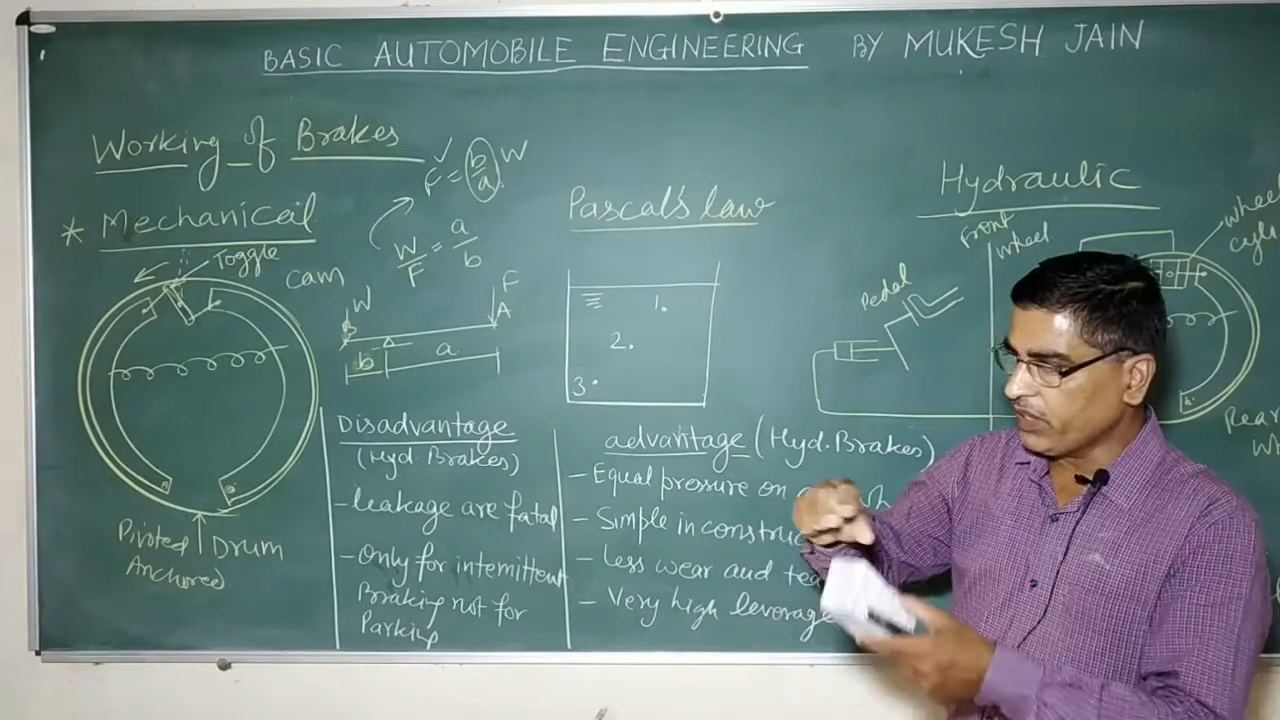 BASIC AUTOMOBILE ENGINEERING BY MUKESH JAIN
Working of Brakes
* Mechanical
Toggle
cam
F = (b/a) W
W/F = a/b
W
F
B
A
b
a
Pivoted
Anchored
Drum
Pascal's law
1.
2.
3.
Hydraulic
Front
wheel
Pedal
wheel
cyl
Rear
Wh
Disadvantage
(Hyd Brakes)
- leakage are fatal
- Only for intemittent
Braking not for
Parking
advantage (Hyd. Brakes)
- Equal pressure on
- Simple in construc
- Less wear and tea
- Very high leverage